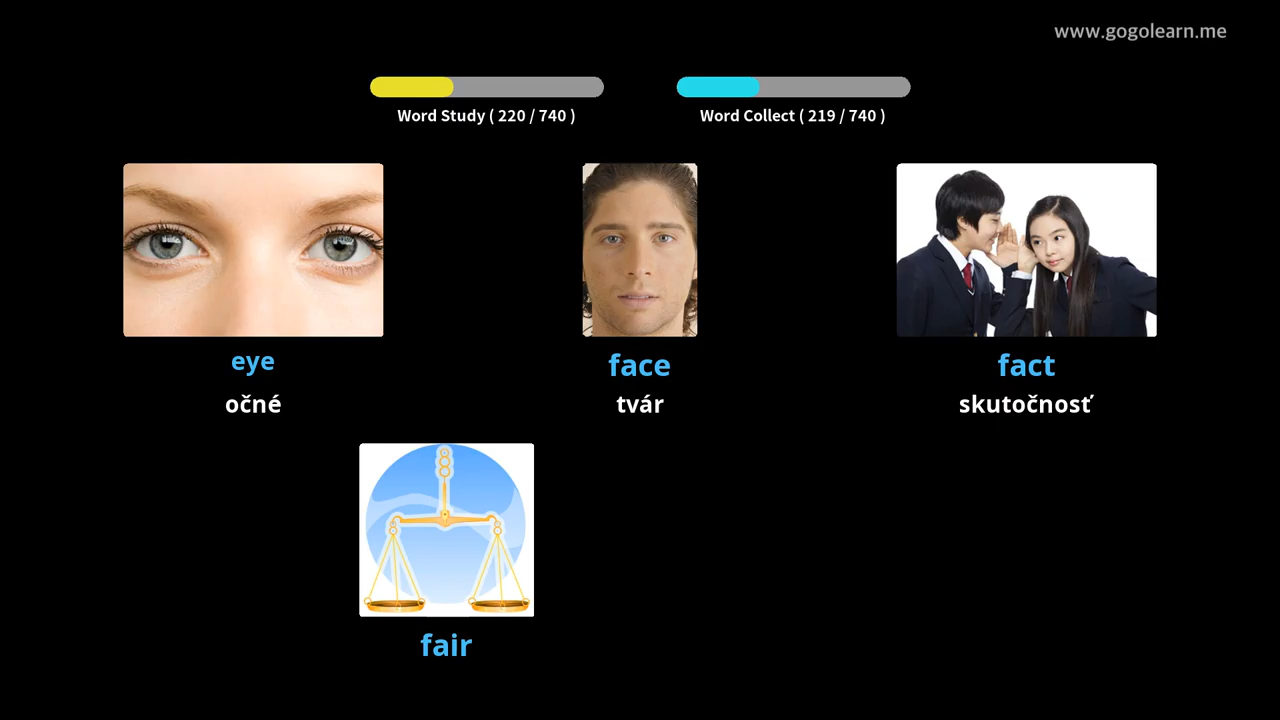 www.gogolearn.me
Word Study ( 220 / 740 )
Word Collect ( 219 / 740 )
eye
face
fact
očné
tvár
skutočnosť
fair